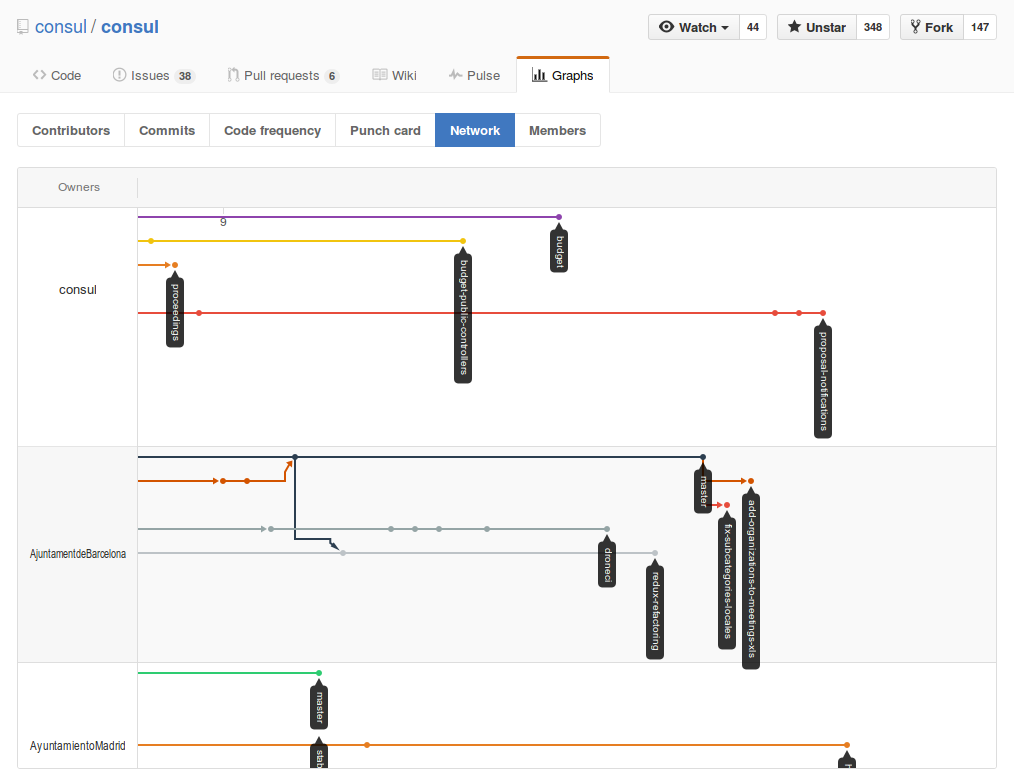 consul / consul
Watch 44 Unstar 348 Fork 147
Code Issues 38 Pull requests 6 Wiki Pulse Graphs
Contributors Commits Code frequency Punch card Network Members
Owners
9
consul
budget
budget-public-controllers
proceedings
proposal-notifications
AjuntamentdeBarcelona
master
add-organizations-to-meetings-xls
fix-subcategories-locales
droneci
redux-refactoring
AyuntamientoMadrid
master